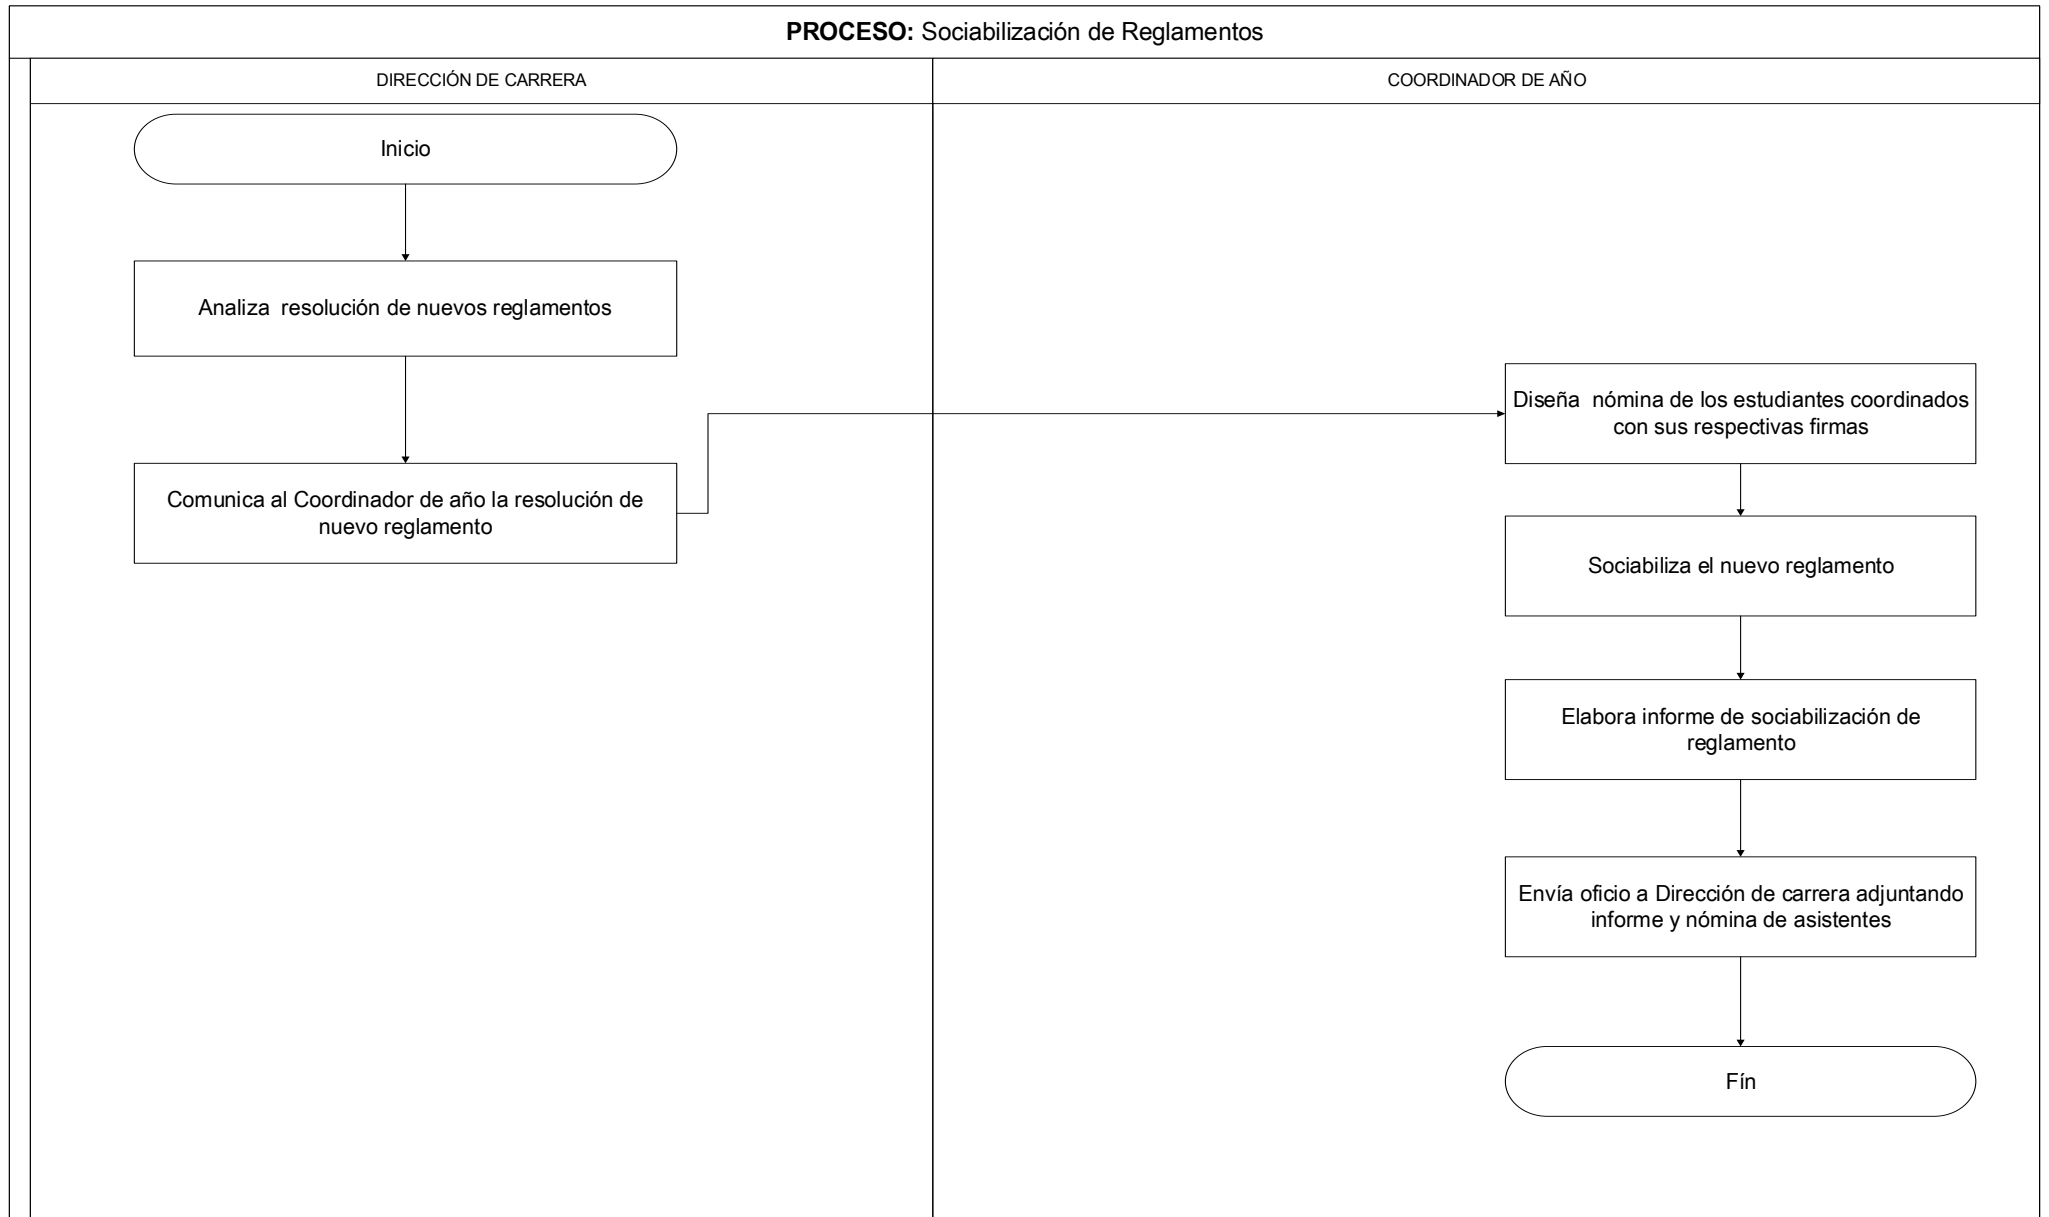 PROCESO: Sociabilización de Reglamentos
DIRECCIÓN DE CARRERA
COORDINADOR DE AÑO
Inicio
Analiza  resolución de nuevos reglamentos
Comunica al Coordinador de año la resolución de
nuevo reglamento
Diseña  nómina de los estudiantes coordinados
con sus respectivas firmas
Sociabiliza el nuevo reglamento
Elabora informe de sociabilización de
reglamento
Envía oficio a Dirección de carrera adjuntando
informe y nómina de asistentes
Fín